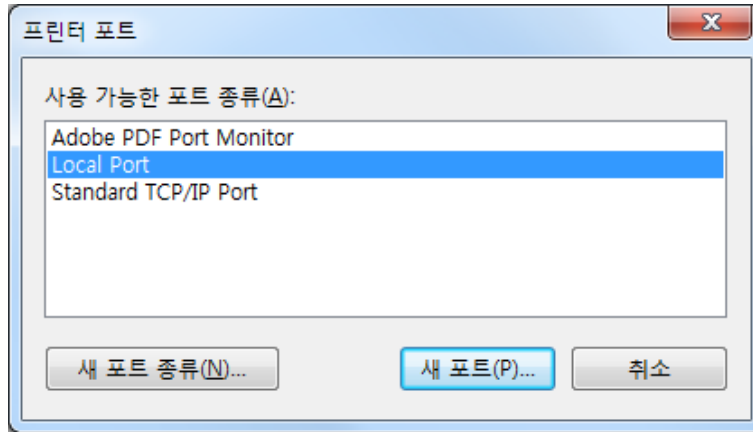 프린터 포트
사용 가능한 포트 종류(A):
Adobe PDF Port Monitor
Local Port
Standard TCP/IP Port
새 포트 종류(N)...
새 포트(P)...
취소